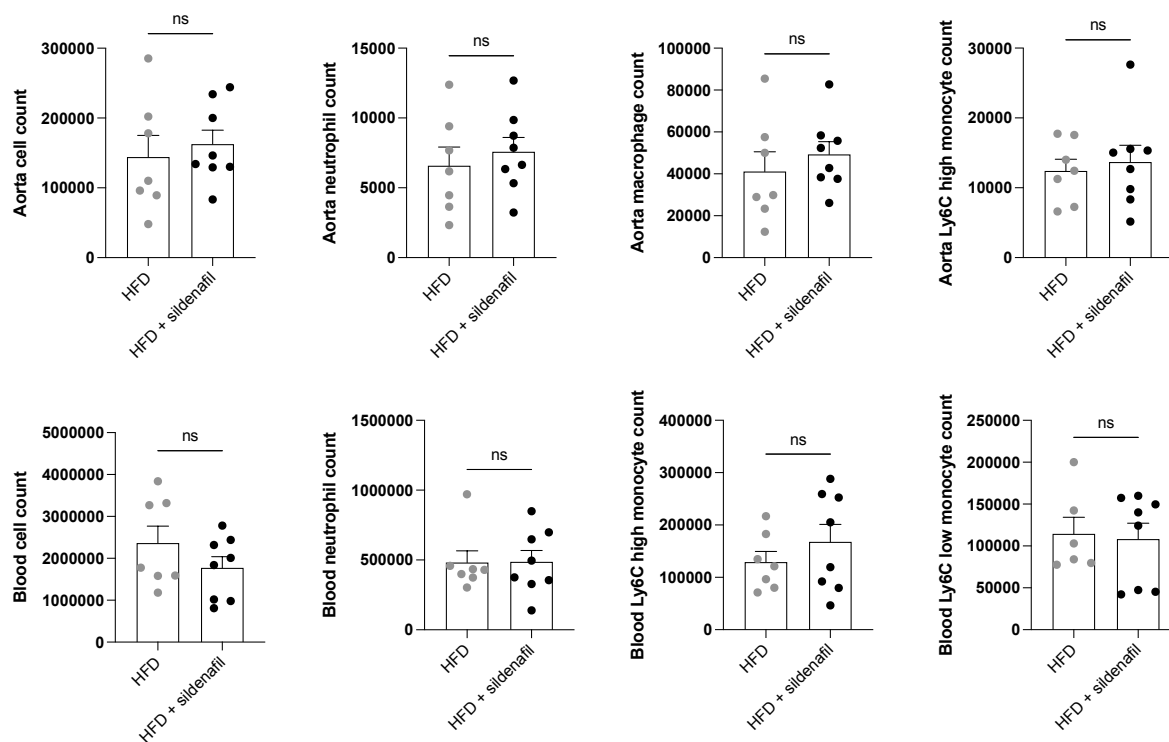 ns
Aorta cell count
300000
200000
100000
0
HFD
HFD + sildenafil
ns
Aorta neutrophil count
15000
10000
5000
0
HFD
HFD + sildenafil
ns
Aorta macrophage count
100000
80000
60000
40000
20000
0
HFD
HFD + sildenafil
ns
Aorta Ly6C high monocyte count
30000
20000
10000
0
HFD
HFD + sildenafil
ns
Blood cell count
5000000
4000000
3000000
2000000
1000000
0
HFD
HFD + sildenafil
ns
Blood neutrophil count
1500000
1000000
500000
0
HFD
HFD + sildenafil
ns
Blood Ly6C high monocyte count
400000
300000
200000
100000
0
HFD
HFD + sildenafil
ns
Blood Ly6C low monocyte count
250000
200000
150000
100000
50000
0
HFD
HFD + sildenafil